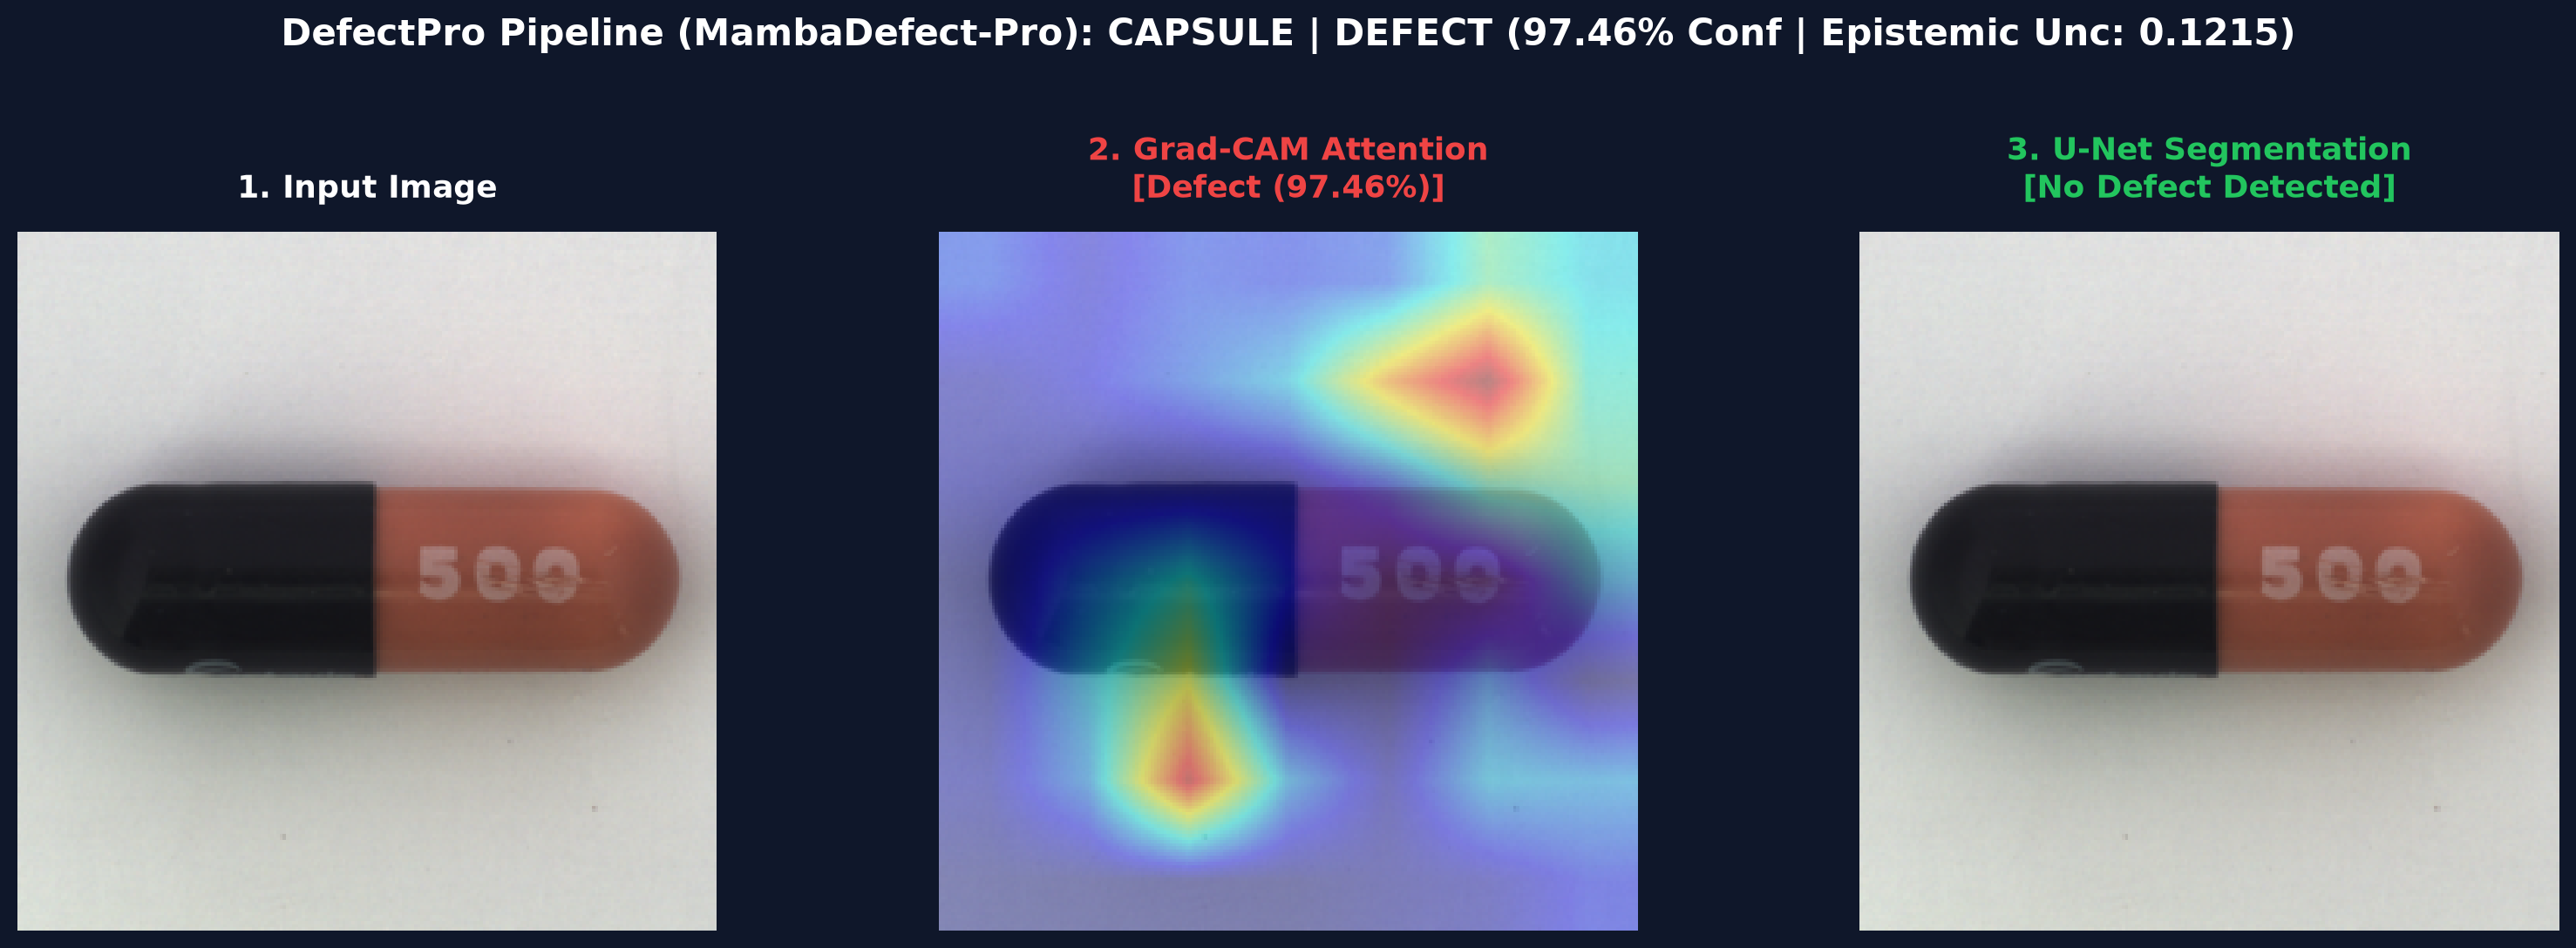 DefectPro Pipeline (MambaDefect-Pro): CAPSULE | DEFECT (97.46% Conf | Epistemic Unc: 0.1215)
1. Input Image
2. Grad-CAM Attention
[Defect (97.46%)]
3. U-Net Segmentation
[No Defect Detected]
500
500
500